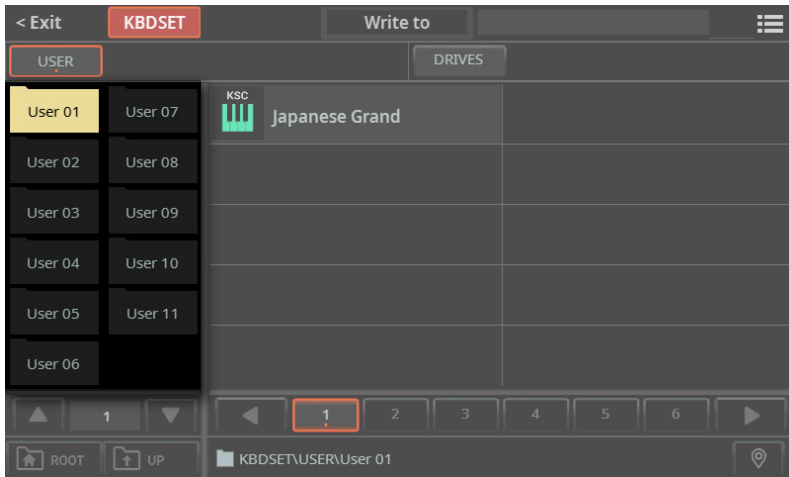 < Exit KBDSET Write to
USER DRIVES
User 01 User 07 KSC Japanese Grand
User 02 User 08
User 03 User 09
User 04 User 10
User 05 User 11
User 06
1 1 2 3 4 5 6
ROOT UP KBDSET\USER\User 01